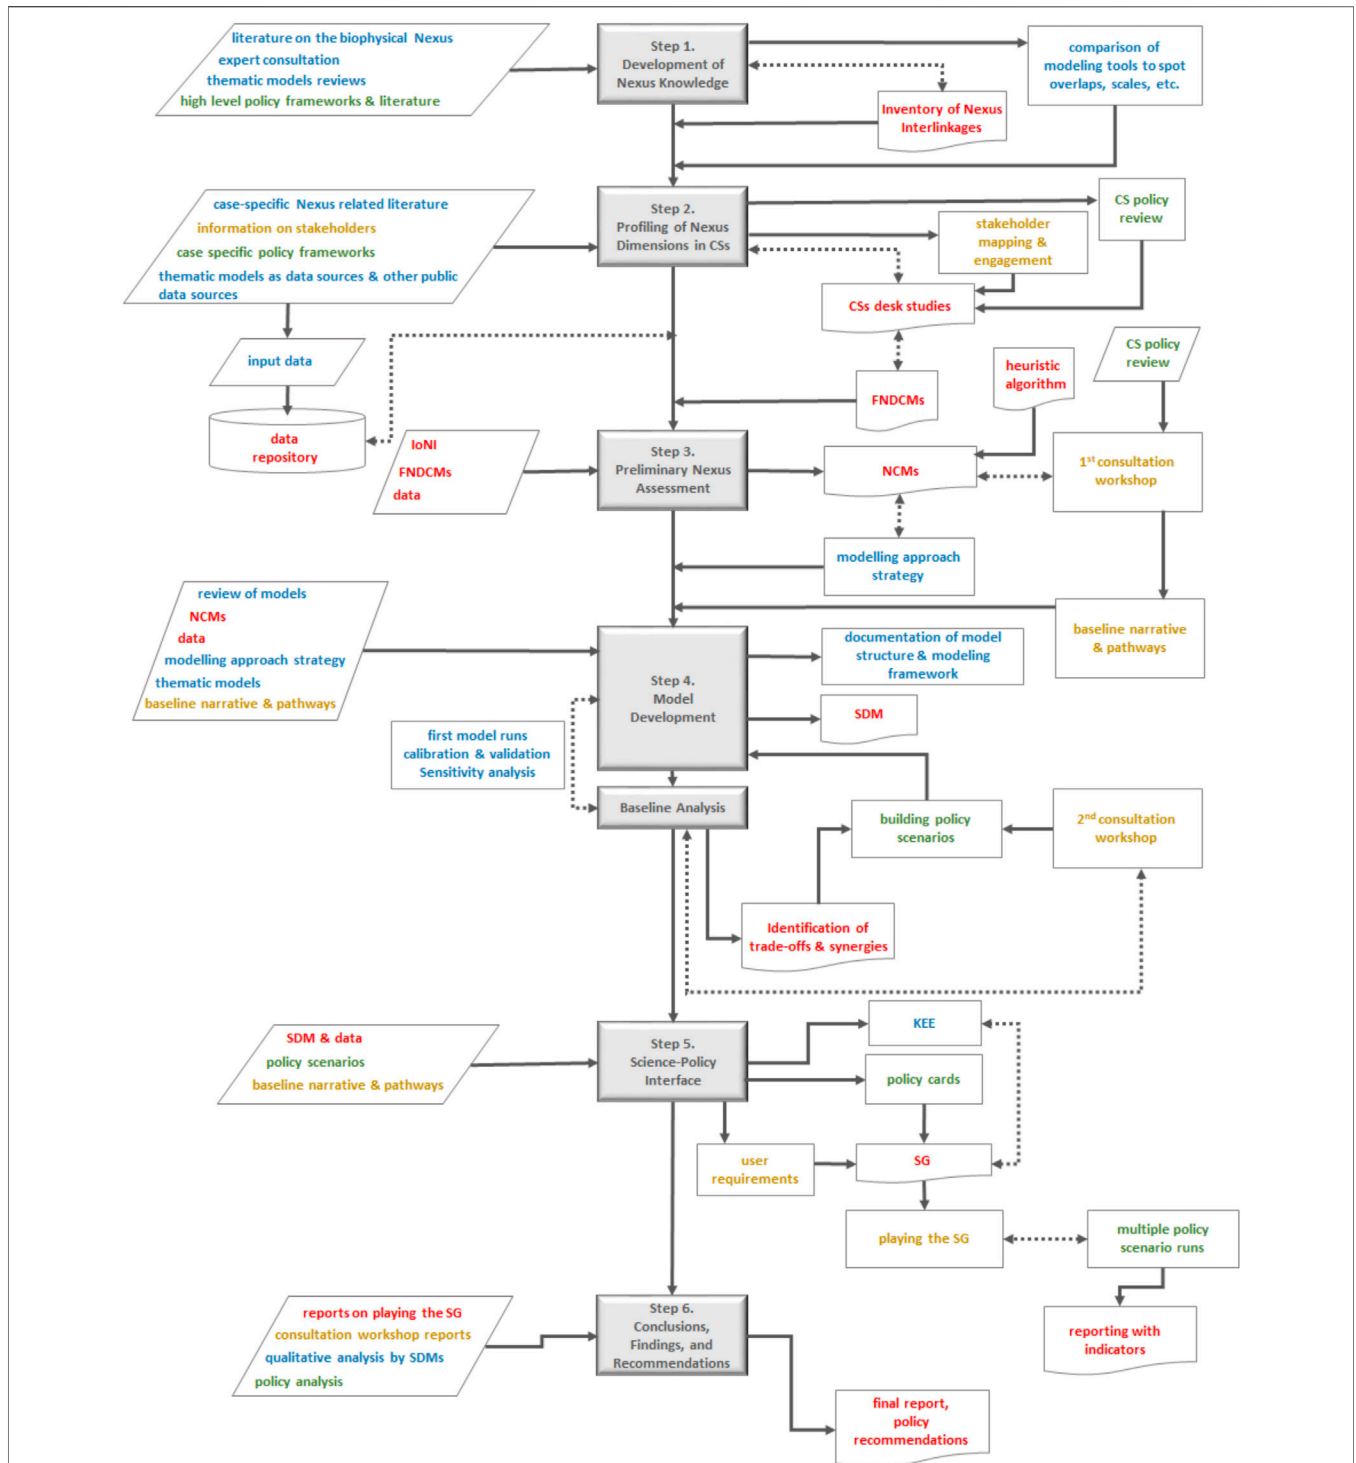 literature on the biophysical Nexus
expert consultation
thematic models reviews
high level policy frameworks & literature
Step 1.
Development of
Nexus Knowledge
comparison of
modeling tools to spot
overlaps, scales, etc.
Inventory of Nexus
Interlinkages
case-specific Nexus related literature
information on stakeholders
case specific policy frameworks
thematic models as data sources & other public
data sources
Step 2.
Profiling of Nexus
Dimensions in CSs
CS policy
review
stakeholder
mapping &
engagement
CSs desk studies
input data
data
repository
FNDCMs
heuristic
algorithm
CS policy
review
IoNI
FNDCMs
data
Step 3.
Preliminary Nexus
Assessment
NCMs
1st consultation
workshop
modelling approach
strategy
review of models
NCMs
data
modelling approach strategy
thematic models
baseline narrative & pathways
Step 4.
Model
Development
documentation of model
structure & modeling
framework
baseline narrative
& pathways
SDM
first model runs
calibration & validation
Sensitivity analysis
Baseline Analysis
building policy
scenarios
2nd consultation
workshop
Identification of
trade-offs & synergies
SDM & data
policy scenarios
baseline narrative & pathways
Step 5.
Science-Policy
Interface
KEE
policy cards
user
requirements
SG
playing the SG
multiple policy
scenario runs
reporting with
indicators
reports on playing the SG
consultation workshop reports
qualitative analysis by SDMs
policy analysis
Step 6.
Conclusions,
Findings, and
Recommendations
final report,
policy
recommendations